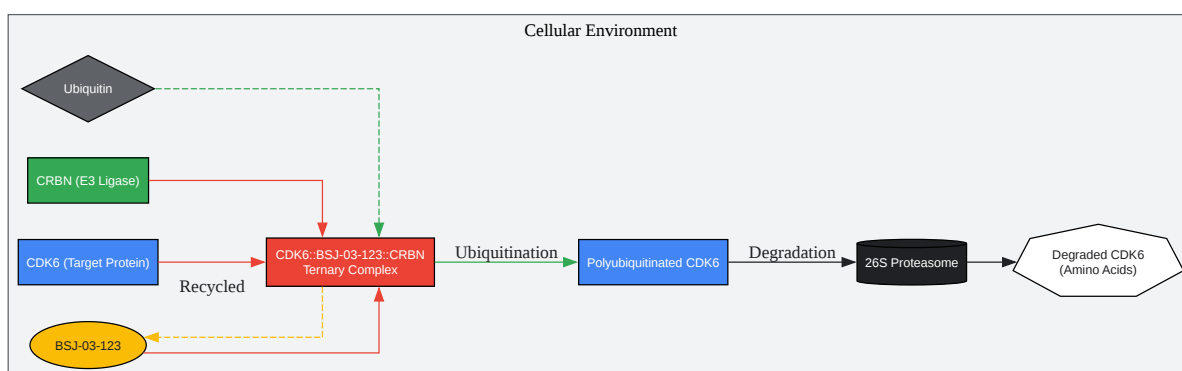 Cellular Environment
Ubiquitin
CRBN (E3 Ligase)
CDK6 (Target Protein)
Recycled
BSJ-03-123
CDK6::BSJ-03-123::CRBN
Ternary Complex
Ubiquitination
Polyubiquitinated CDK6
Degradation
26S Proteasome
Degraded CDK6
(Amino Acids)